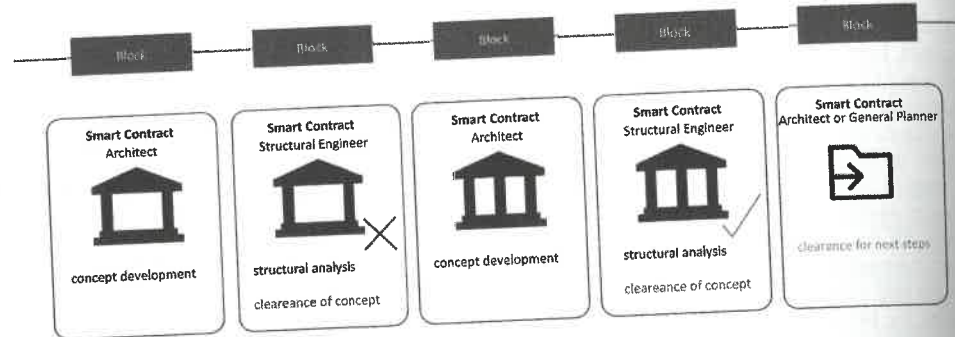 Block
Block
Block
Block
Block
Smart Contract
Architect
concept development
Smart Contract
Structural Engineer
structural analysis
cleareance of concept
Smart Contract
Architect
concept development
Smart Contract
Structural Engineer
structural analysis
cleareance of concept
Smart Contract
Architect or General Planner
clearance for next steps